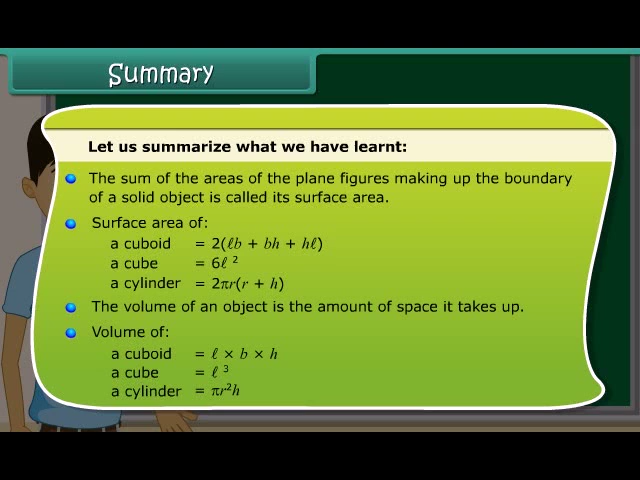 Summary
Let us summarize what we have learnt:
The sum of the areas of the plane figures making up the boundary
of a solid object is called its surface area.
Surface area of:
a cuboid = 2(ℓb + bh + hℓ)
a cube = 6ℓ²
a cylinder = 2πr(r + h)
The volume of an object is the amount of space it takes up.
Volume of:
a cuboid = ℓ × b × h
a cube = ℓ³
a cylinder = πr²h